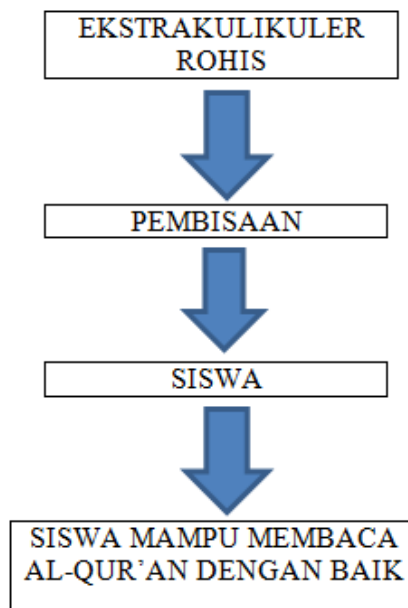 EKSTRAKULIKULER
ROHIS
PEMBISAAN
SISWA
SISWA MAMPU MEMBACA
AL-QUR’AN DENGAN BAIK